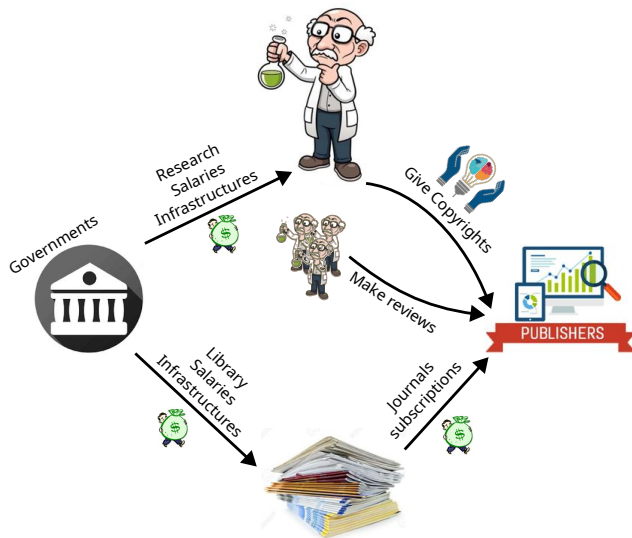 Research
Salaries
Infrastructures
Give Copyrights
Governments
Make reviews
PUBLISHERS
Library
Salaries
Infrastructures
Journals
subscriptions
$
$
$